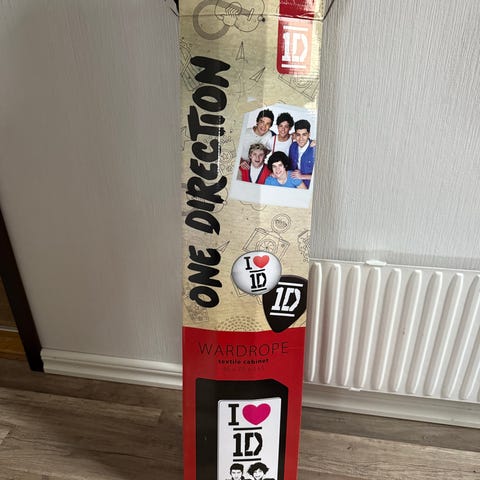 1D
ONE DIRECTION
I ❤
1D
1D
WARDROPE
textile cabinet
I ❤
1D